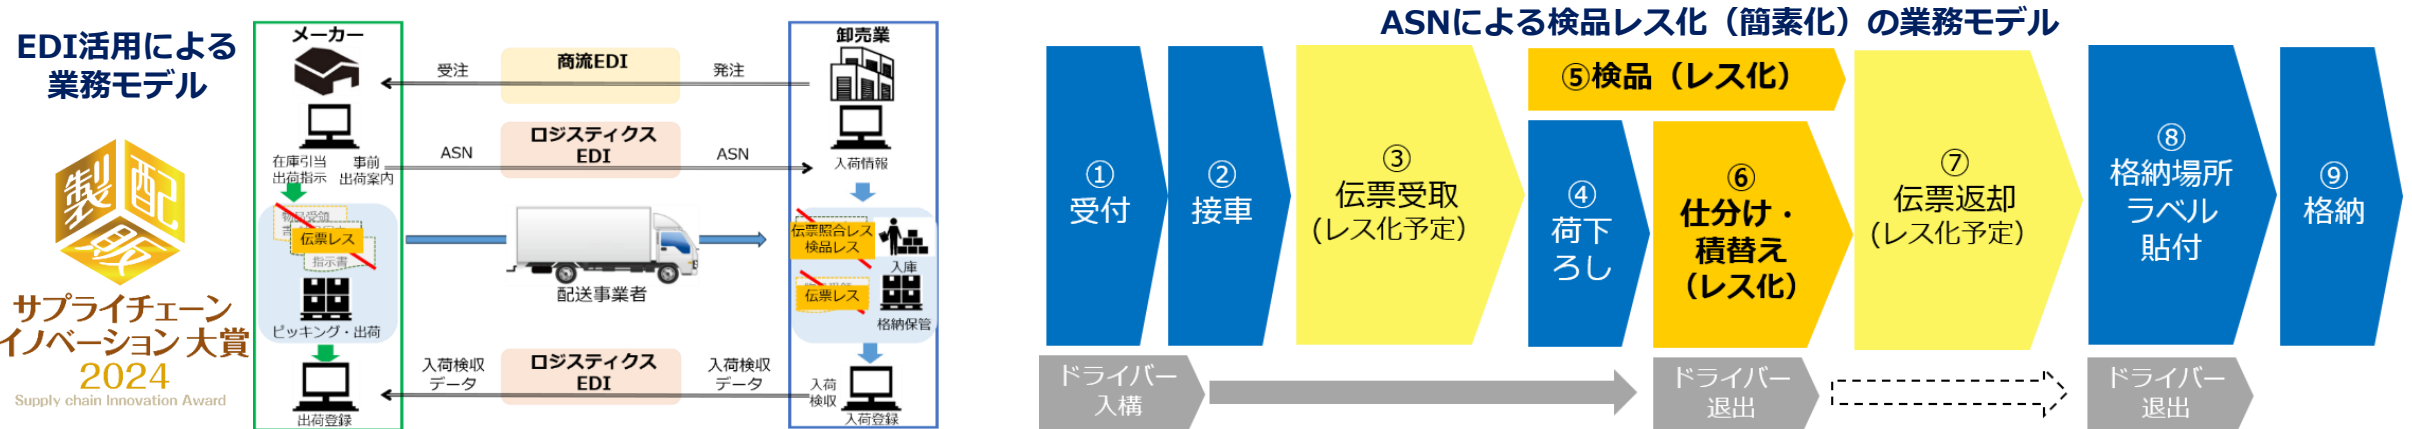 EDI活用による
業務モデル
製
配
販
サプライチェーン
イノベーション大賞
2024
Supply chain Innovation Award
メーカー
卸売業
受注
商流EDI
発注
ASN
ロジスティクス
EDI
ASN
在庫引当
出荷指示
事前
出荷案内
入荷情報
物品受領
伝票レス
指示書
配送事業者
伝票照合レス
検品レス
入庫
伝票レス
格納保管
ピッキング・出荷
入荷検収
データ
ロジスティクス
EDI
入荷検収
データ
入荷
検収
出荷登録
入荷登録
ASNによる検品レス化（簡素化）の業務モデル
①
受付
②
接車
③
伝票受取
(レス化予定)
④
荷下
ろし
⑤検品（レス化）
⑥
仕分け・
積替え
（レス化）
⑦
伝票返却
(レス化予定)
⑧
格納場所
ラベル
貼付
⑨
格納
ドライバー
入構
ドライバー
退出
ドライバー
退出